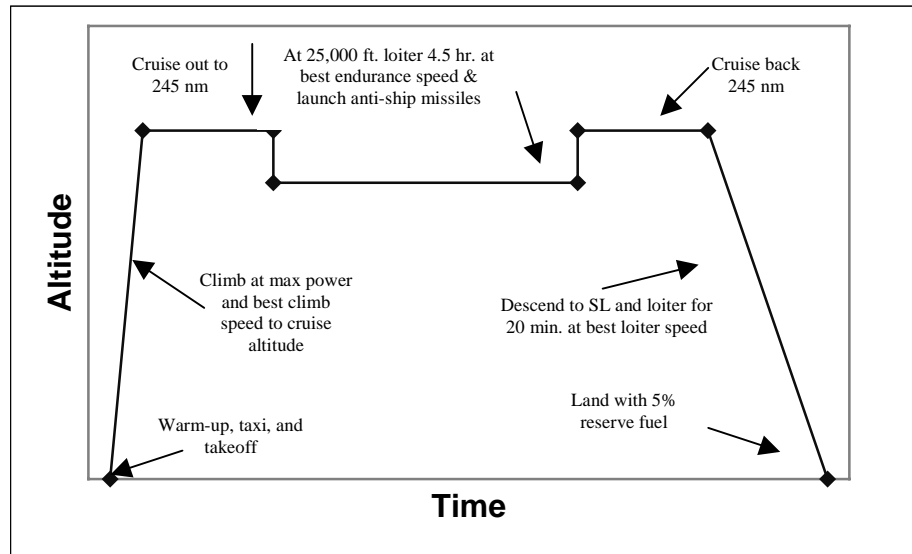 Cruise out to
245 nm
At 25,000 ft. loiter 4.5 hr. at
best endurance speed &
launch anti-ship missiles
Cruise back
245 nm
Altitude
Climb at max power
and best climb
speed to cruise
altitude
Descend to SL and loiter for
20 min. at best loiter speed
Warm-up, taxi, and
takeoff
Land with 5%
reserve fuel
Time